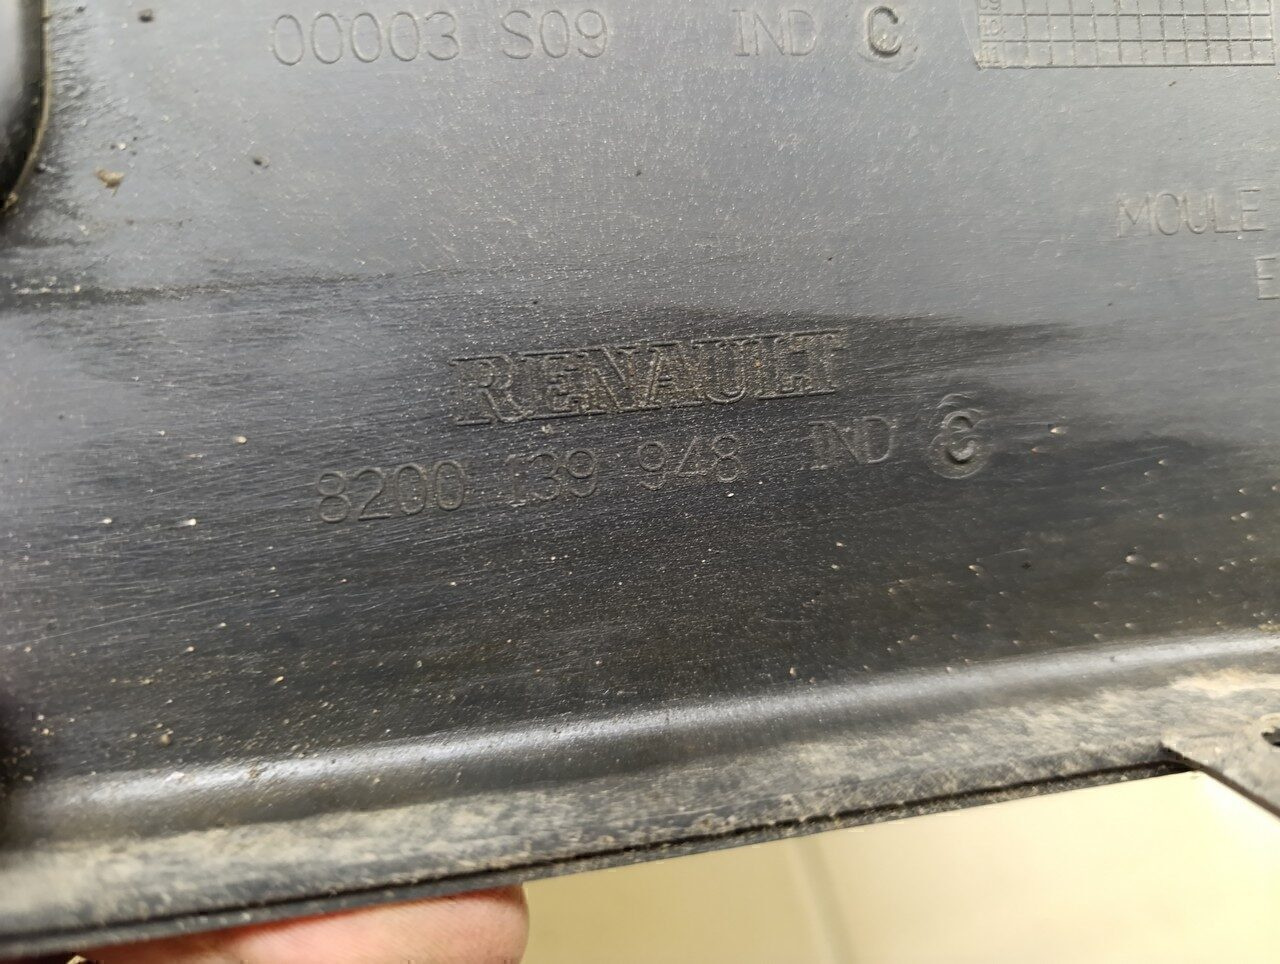 00003 S09 IND C
MOULE
E
RENAULT
8200 139 948 IND C